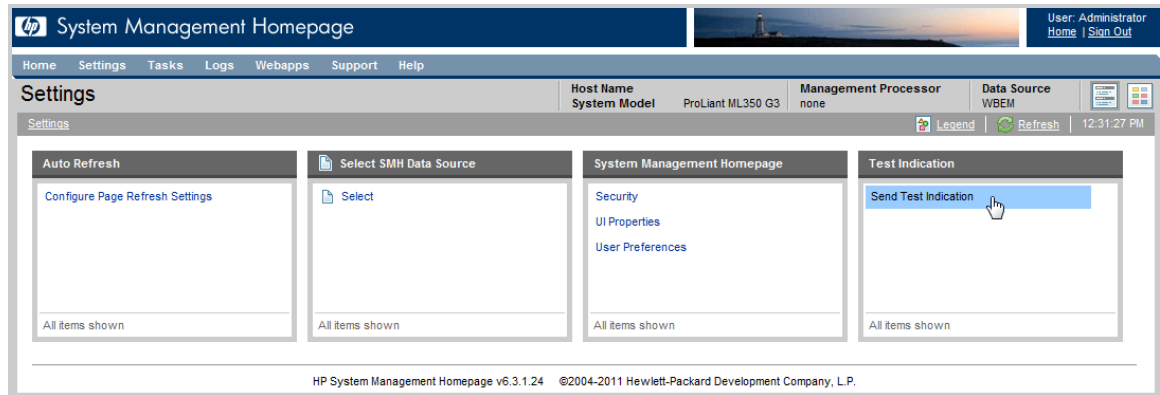 hp System Management Homepage
User: Administrator
Home | Sign Out
Home Settings Tasks Logs Webapps Support Help
Settings
Host Name
System Model ProLiant ML350 G3
Management Processor
none
Data Source
WBEM
Settings
Legend | Refresh | 12:31:27 PM
Auto Refresh
Configure Page Refresh Settings
All items shown
Select SMH Data Source
Select
All items shown
System Management Homepage
Security
UI Properties
User Preferences
All items shown
Test Indication
Send Test Indication
All items shown
HP System Management Homepage v6.3.1.24 ©2004-2011 Hewlett-Packard Development Company, L.P.